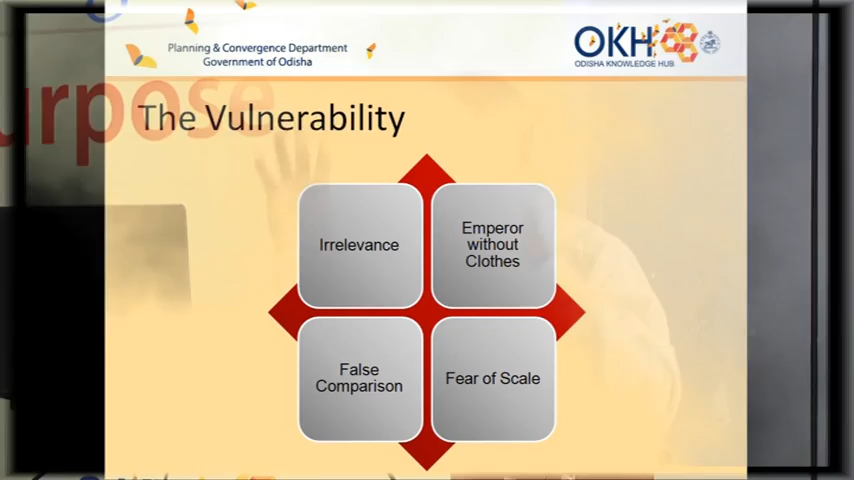 Planning & Convergence Department
Government of Odisha
OKH
ODISHA KNOWLEDGE HUB
urpose
The Vulnerability
Irrelevance
Emperor
without
Clothes
False
Comparison
Fear of Scale